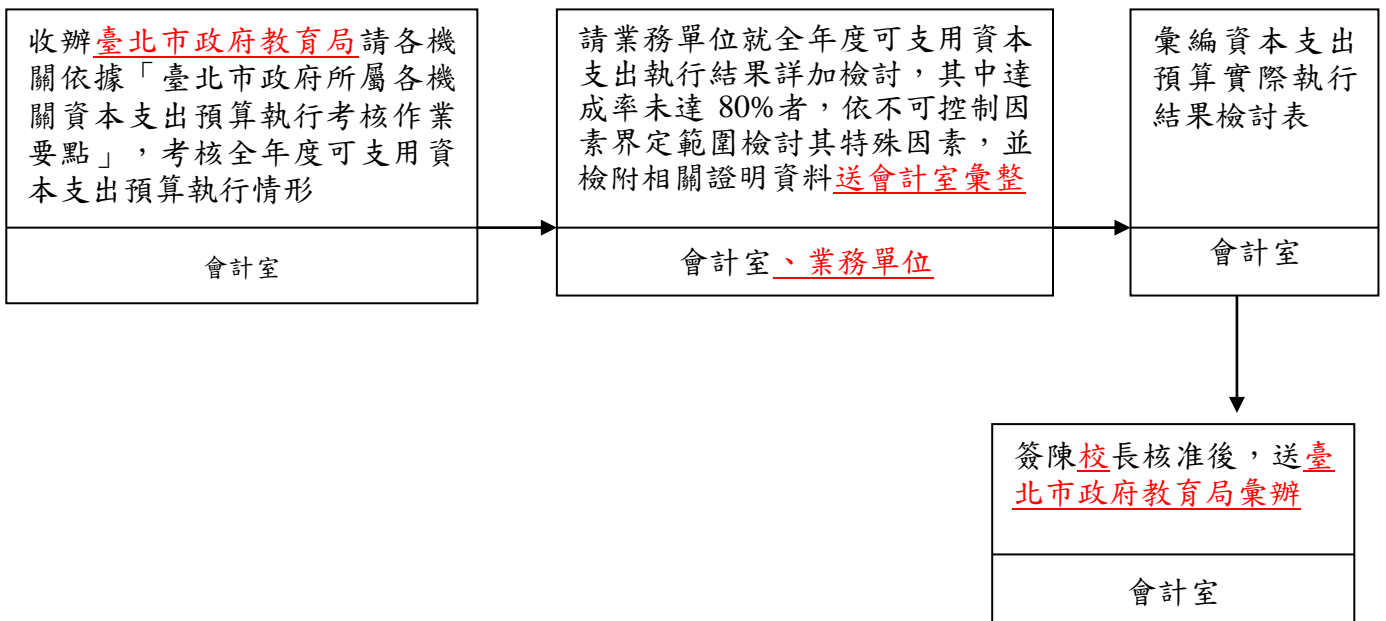 收辦臺北市政府教育局請各機
關依據「臺北市政府所屬各機
關資本支出預算執行考核作業
要點」，考核全年度可支用資
本支出預算執行情形
會計室
請業務單位就全年度可支用資本
支出執行結果詳加檢討，其中達
成率未達 80%者，依不可控制因
素界定範圍檢討其特殊因素，並
檢附相關證明資料送會計室彙整
會計室、業務單位
彙編資本支出
預算實際執行
結果檢討表
會計室
簽陳校長核准後，送臺
北市政府教育局彙辦
會計室